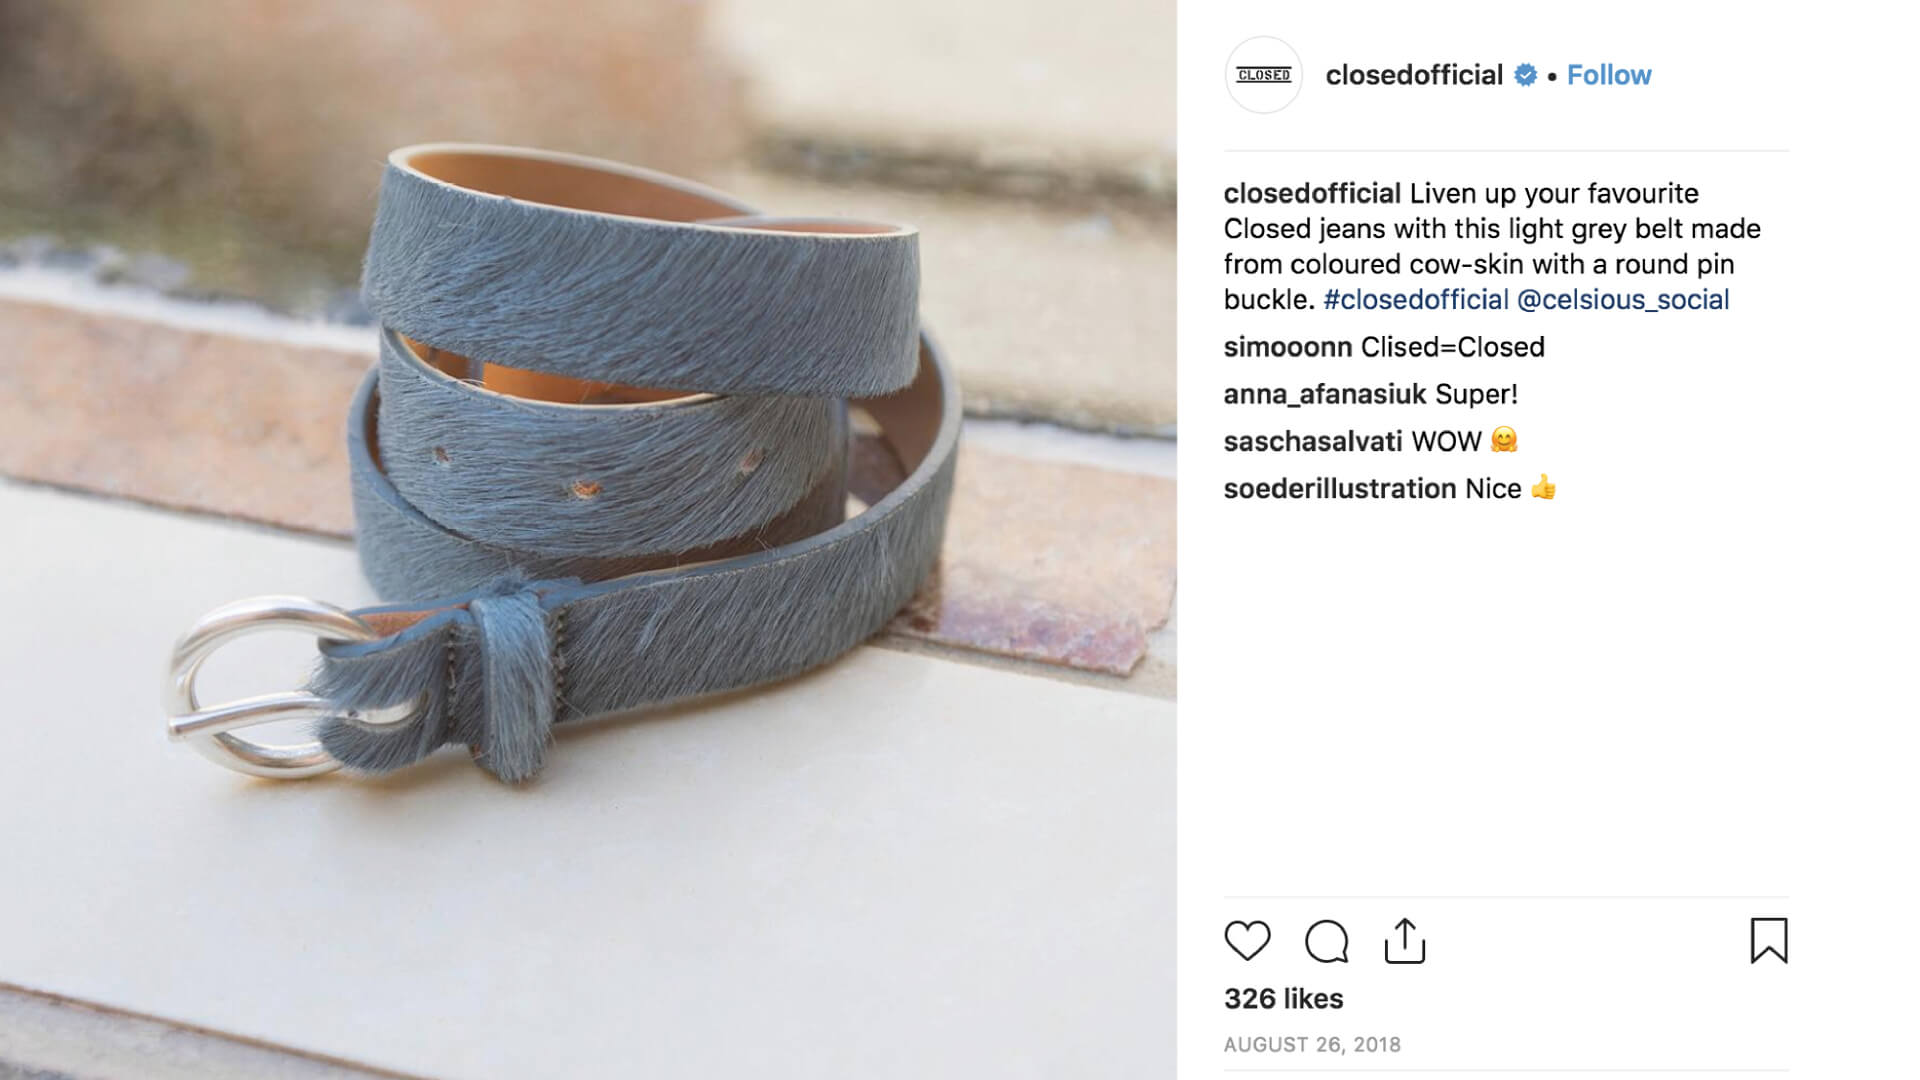 CLOSED
closedofficial • Follow
closedofficial Liven up your favourite
Closed jeans with this light grey belt made
from coloured cow-skin with a round pin
buckle. #closedofficial @celsious_social
simooonn Clised=Closed
anna_afanasiuk Super!
saschasalvati WOW 🤗
soederillustration Nice 👍
326 likes
AUGUST 26, 2018